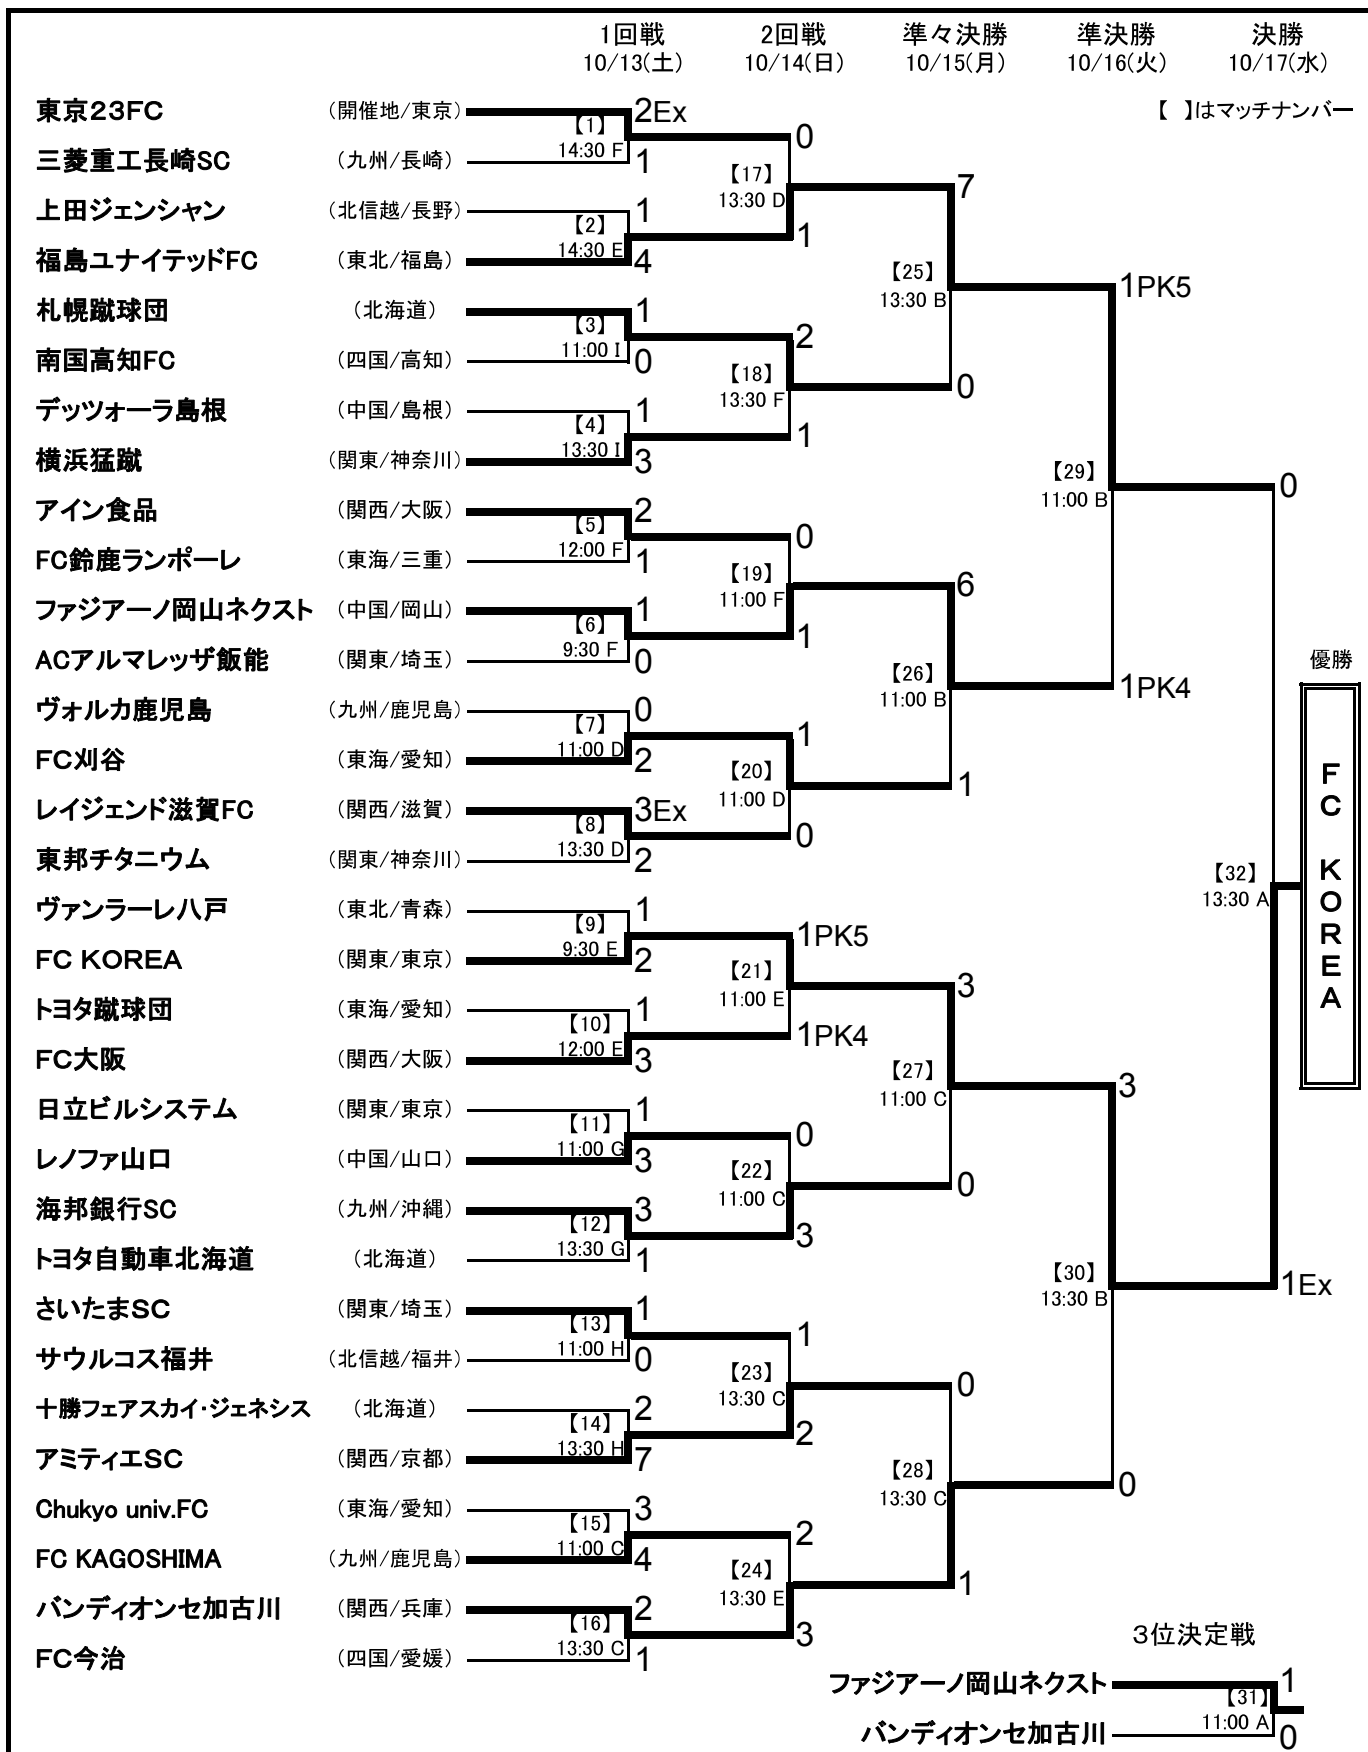 1回戦 2回戦 準々決勝 準決勝 決勝
10/13(土) 10/14(日) 10/15(月) 10/16(火) 10/17(水)
【 】はマッチナンバー
東京23FC (開催地/東京) 2Ex
【1】 0
14:30 F
三菱重工長崎SC (九州/長崎) 1
【17】 7
13:30 D
上田ジェンシャン (北信越/長野) 1
【2】 1
14:30 E
福島ユナイテッドFC (東北/福島) 4
【25】 1PK5
13:30 B
札幌蹴球団 (北海道) 1
【3】 2
11:00 I
南国高知FC (四国/高知) 0
【18】 0
13:30 F
デッツォーラ島根 (中国/島根) 1
【4】 1
13:30 I
横浜猛蹴 (関東/神奈川) 3
【29】 0
11:00 B
アイン食品 (関西/大阪) 2
【5】 0
12:00 F
FC鈴鹿ランポーレ (東海/三重) 1
【19】 6
11:00 F
ファジアーノ岡山ネクスト (中国/岡山) 1
【6】 1
9:30 F
ACアルマレッザ飯能 (関東/埼玉) 0
【26】 1PK4
11:00 B
優勝
ヴォルカ鹿児島 (九州/鹿児島) 0
【7】 1
11:00 D
FC刈谷 (東海/愛知) 2
【20】 1
11:00 D
レイジェンド滋賀FC (関西/滋賀) 3Ex
【8】 0
13:30 D
東邦チタニウム (関東/神奈川) 2
【32】
13:30 A
FC KOREA
ヴァンラーレ八戸 (東北/青森) 1
【9】 1PK5
9:30 E
FC KOREA (関東/東京) 2
【21】 3
11:00 E
トヨタ蹴球団 (東海/愛知) 1
【10】 1PK4
12:00 E
FC大阪 (関西/大阪) 3
【27】 3
11:00 C
日立ビルシステム (関東/東京) 1
【11】 0
11:00 G
レノファ山口 (中国/山口) 3
【22】 0
11:00 C
海邦銀行SC (九州/沖縄) 3
【12】 3
13:30 G
トヨタ自動車北海道 (北海道) 1
【30】 1Ex
13:30 B
さいたまSC (関東/埼玉) 1
【13】 1
11:00 H
サウルコス福井 (北信越/福井) 0
【23】 0
13:30 C
十勝フェアスカイ・ジェネシス (北海道) 2
【14】 2
13:30 H
アミティエSC (関西/京都) 7
【28】 0
13:30 C
Chukyo univ.FC (東海/愛知) 3
【15】 2
11:00 C
FC KAGOSHIMA (九州/鹿児島) 4
【24】 1
13:30 E
バンディオンセ加古川 (関西/兵庫) 2
【16】 3
13:30 C
FC今治 (四国/愛媛) 1
3位決定戦
ファジアーノ岡山ネクスト 1
【31】
11:00 A
バンディオンセ加古川 0